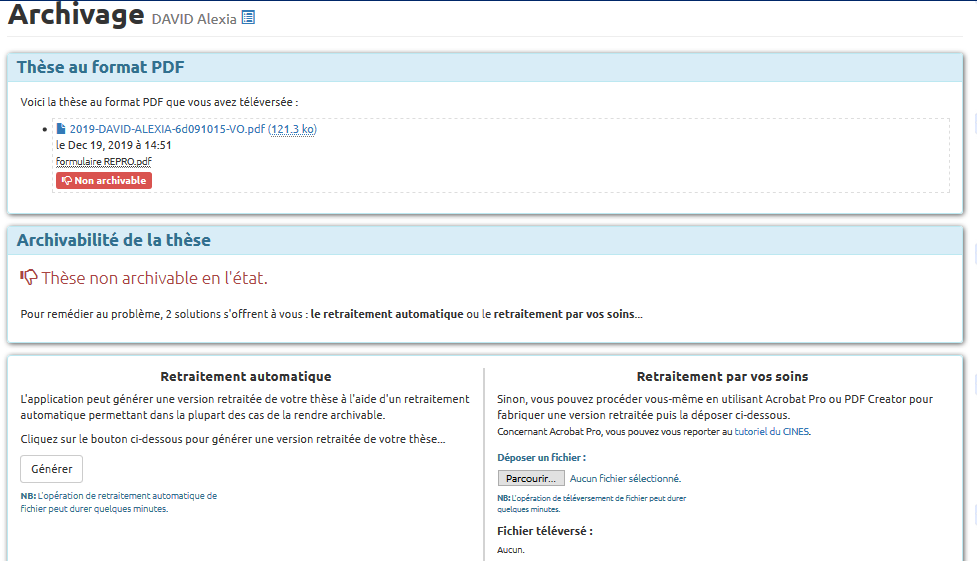 Archivage DAVID Alexia
Thèse au format PDF
Voici la thèse au format PDF que vous avez téléversée :
2019-DAVID-ALEXIA-6d091015-VO.pdf (121.3 ko)
le Dec 19, 2019 à 14:51
formulaire REPRO.pdf
Non archivable
Archivabilité de la thèse
Thèse non archivable en l'état.
Pour remédier au problème, 2 solutions s'offrent à vous : le retraitement automatique ou le retraitement par vos soins...
Retraitement automatique
L'application peut générer une version retraitée de votre thèse à l'aide d'un retraitement
automatique permettant dans la plupart des cas de la rendre archivable.
Cliquez sur le bouton ci-dessous pour générer une version retraitée de votre thèse...
Générer
NB: L'opération de retraitement automatique de
fichier peut durer quelques minutes.
Retraitement par vos soins
Sinon, vous pouvez procéder vous-même en utilisant Acrobat Pro ou PDF Creator pour
fabriquer une version retraitée puis la déposer ci-dessous.
Concernant Acrobat Pro, vous pouvez vous reporter au tutoriel du CINES.
Déposer un fichier :
Parcourir... Aucun fichier sélectionné.
NB: L'opération de téléversement de fichier peut durer
quelques minutes.
Fichier téléversé :
Aucun.